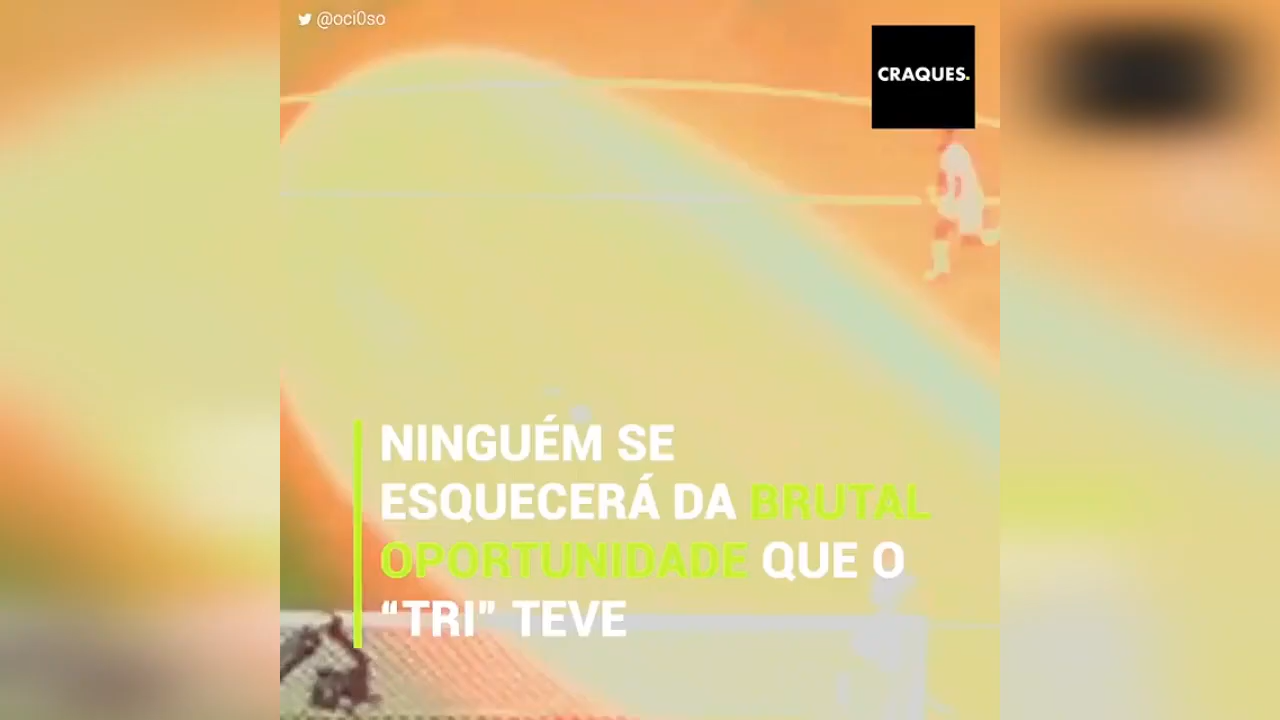 @oci0so
CRAQUES.
NINGUÉM SE
ESQUECERÁ DA BRUTAL
OPORTUNIDADE QUE O
“TRI” TEVE